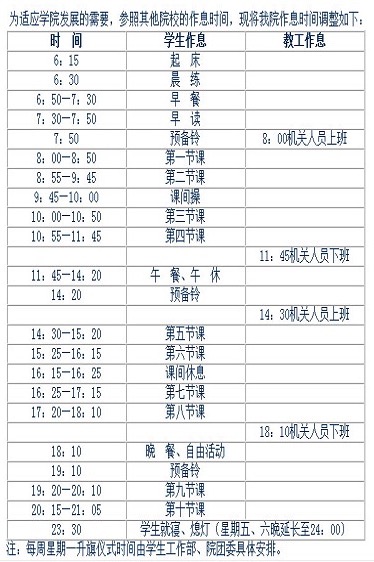 为适应学院发展的需要，参照其他院校的作息时间，现将我院作息时间调整如下：
时 间 学生作息 教工作息
6：15 起 床
6：30 晨 练
6：50—7：30 早 餐
7：30—7：50 早 读
7：50 预备铃 8：00机关人员上班
8：00—8：50 第一节课
8：55—9：45 第二节课
9：45—10：00 课间操
10：00—10：50 第三节课
10：55—11：45 第四节课
11：45机关人员下班
11：45—14：20 午 餐、午 休
14：20 预备铃
14：30机关人员上班
14：30—15：20 第五节课
15：25—16：15 第六节课
16：15—16：25 课间休息
16：25—17：15 第七节课
17：20—18：10 第八节课
18：10机关人员下班
18：10 晚 餐、自由活动
19：10 预备铃
19：20—20：10 第九节课
20：15—21：05 第十节课
23：30 学生就寝、熄灯（星期五、六晚延长至24：00）
注：每周星期一升旗仪式时间由学生工作部、院团委具体安排。